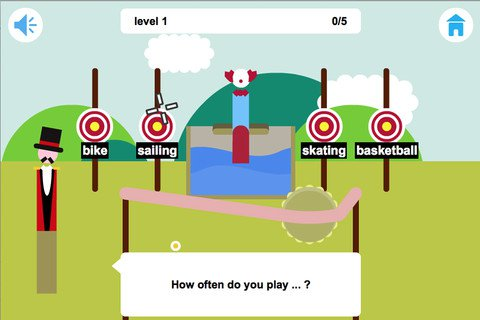 level 1 0/5
bike sailing skating basketball
How often do you play ... ?